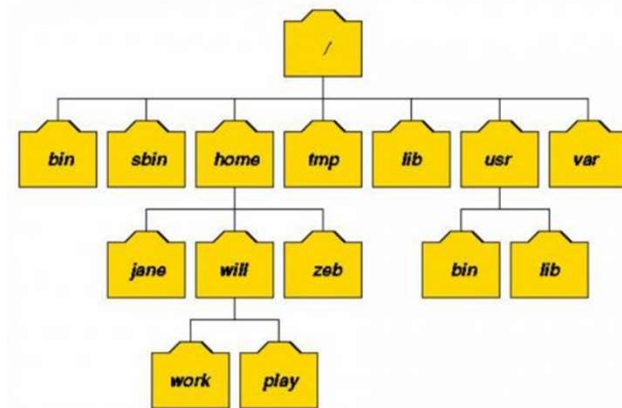 /
bin sbin home tmp lib usr var
jane will zeb bin lib
work play